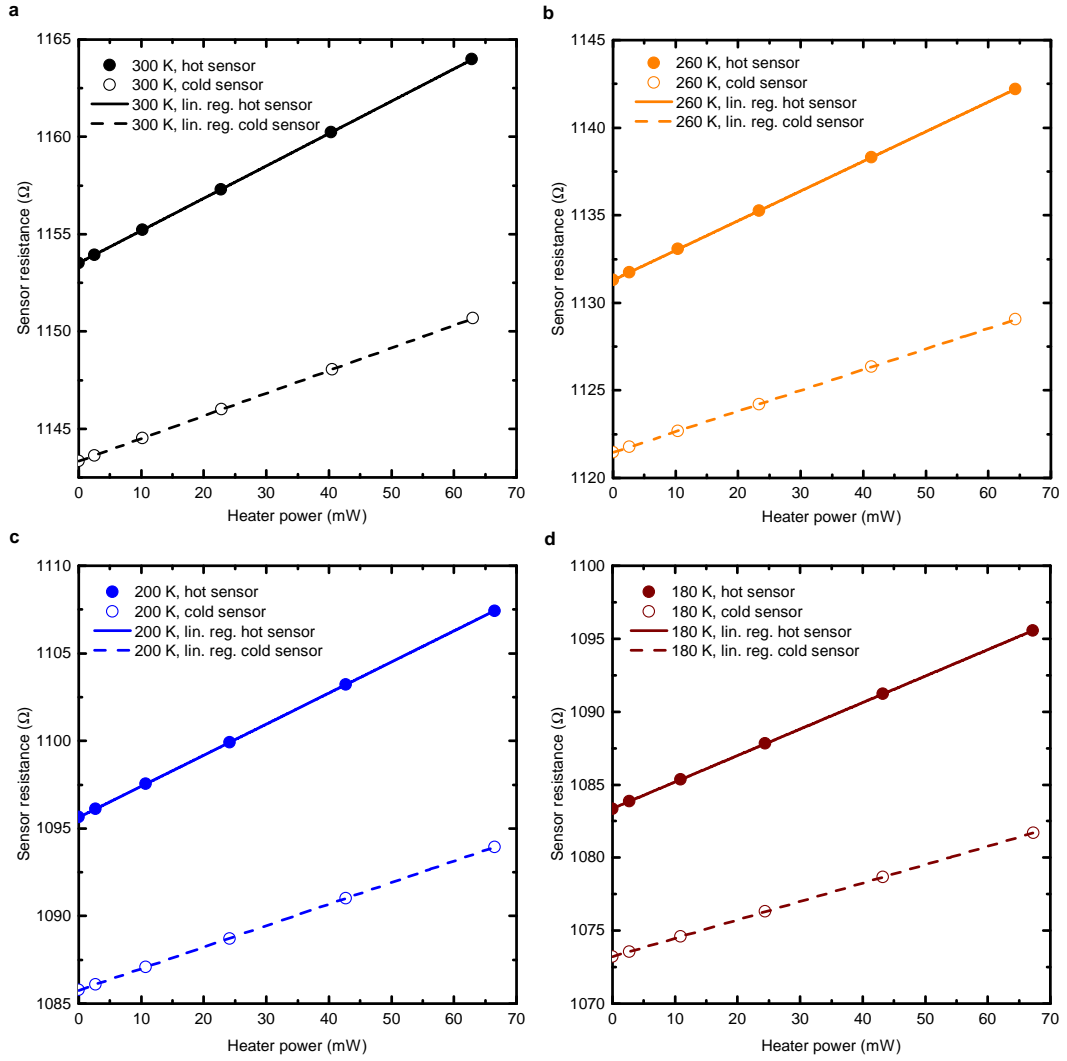 a
1165
1160
1155
1150
1145
Sensor resistance (Ω)
300 K, hot sensor
300 K, cold sensor
300 K, lin. reg. hot sensor
300 K, lin. reg. cold sensor
0 10 20 30 40 50 60 70
Heater power (mW)
b
1145
1140
1135
1130
1125
1120
Sensor resistance (Ω)
260 K, hot sensor
260 K, cold sensor
260 K, lin. reg. hot sensor
260 K, lin. reg. cold sensor
0 10 20 30 40 50 60 70
Heater power (mW)
c
1110
1105
1100
1095
1090
1085
Sensor resistance (Ω)
200 K, hot sensor
200 K, cold sensor
200 K, lin. reg. hot sensor
200 K, lin. reg. cold sensor
0 10 20 30 40 50 60 70
Heater power (mW)
d
1100
1095
1090
1085
1080
1075
1070
Sensor resistance (Ω)
180 K, hot sensor
180 K, cold sensor
180 K, lin. reg. hot sensor
180 K, lin. reg. cold sensor
0 10 20 30 40 50 60 70
Heater power (mW)